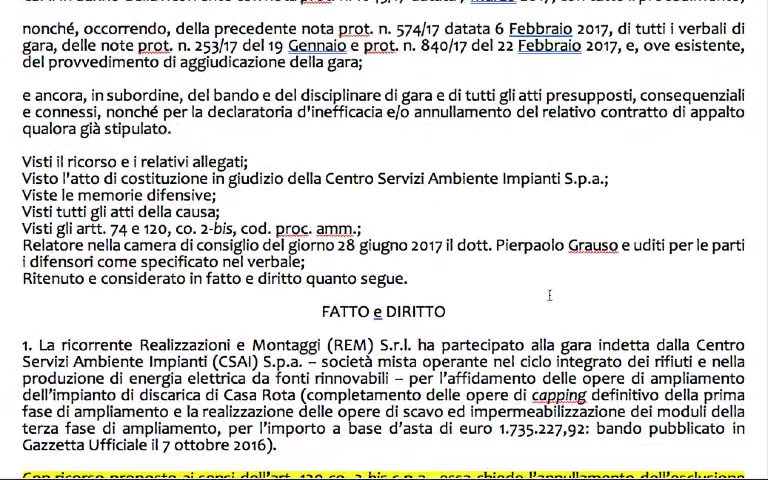 nonché, occorrendo, della precedente nota prot. n. 574/17 datata 6 Febbraio 2017, di tutti i verbali di
gara, delle note prot. n. 253/17 del 19 Gennaio e prot. n. 840/17 del 22 Febbraio 2017, e, ove esistente,
del provvedimento di aggiudicazione della gara;
e ancora, in subordine, del bando e del disciplinare di gara e di tutti gli atti presupposti, consequenziali
e connessi, nonché per la declaratoria d'inefficacia e/o annullamento del relativo contratto di appalto
qualora già stipulato.
Visti il ricorso e i relativi allegati;
Visto l'atto di costituzione in giudizio della Centro Servizi Ambiente Impianti S.p.a.;
Viste le memorie difensive;
Visti tutti gli atti della causa;
Visti gli artt. 74 e 120, co. 2-bis, cod. proc. amm.;
Relatore nella camera di consiglio del giorno 28 giugno 2017 il dott. Pierpaolo Grauso e uditi per le parti
i difensori come specificato nel verbale;
Ritenuto e considerato in fatto e diritto quanto segue.
FATTO e DIRITTO
1. La ricorrente Realizzazioni e Montaggi (REM) S.r.l. ha partecipato alla gara indetta dalla Centro
Servizi Ambiente Impianti (CSAI) S.p.a. – società mista operante nel ciclo integrato dei rifiuti e nella
produzione di energia elettrica da fonti rinnovabili – per l'affidamento delle opere di ampliamento
dell'impianto di discarica di Casa Rota (completamento delle opere di capping definitivo della prima
fase di ampliamento e la realizzazione delle opere di scavo ed impermeabilizzazione dei moduli della
terza fase di ampliamento, per l'importo a base d'asta di euro 1.735.227,92: bando pubblicato in
Gazzetta Ufficiale il 7 ottobre 2016).